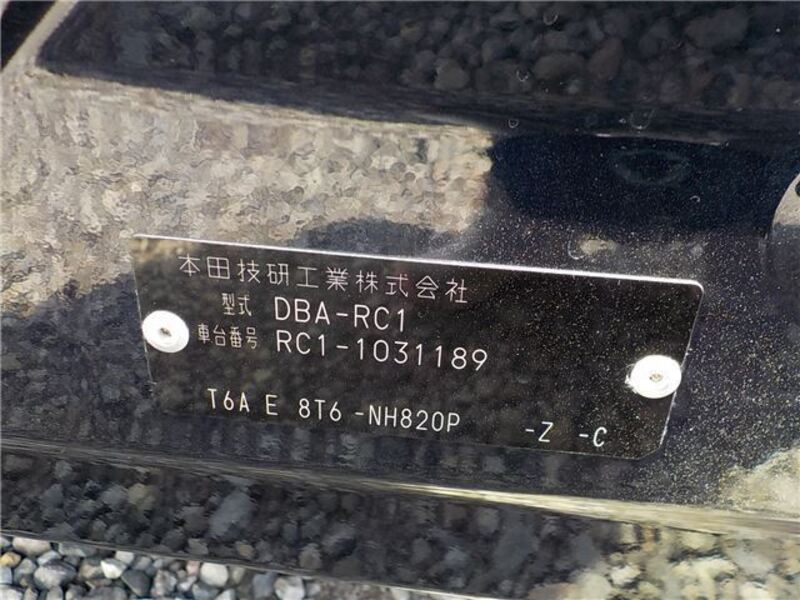 本田技研工業株式会社
型式 DBA-RC1
車台番号 RC1-1031189
T6A E 8T6 -NH820P -Z -C